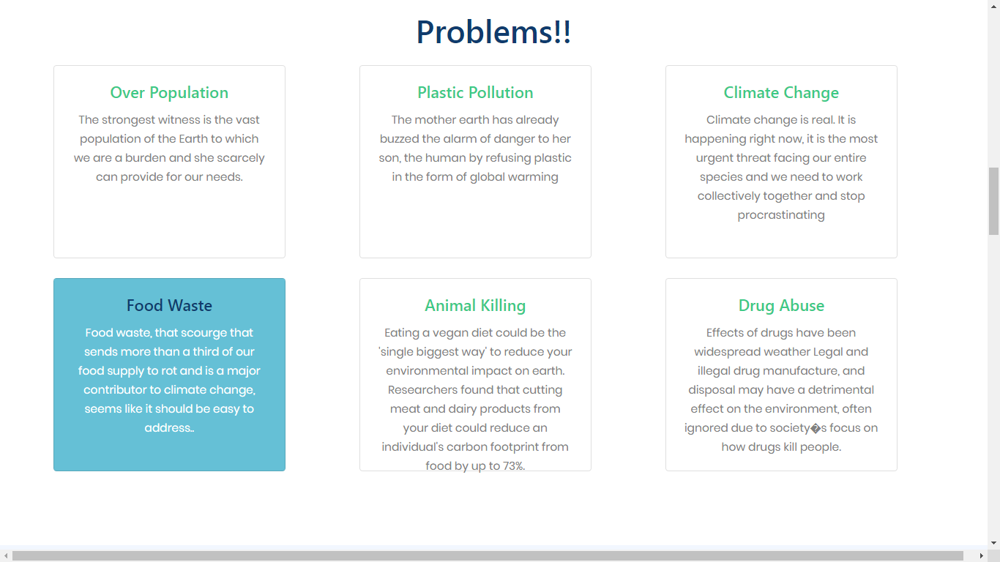 Problems!!
Over Population
The strongest witness is the vast
population of the Earth to which
we are a burden and she scarcely
can provide for our needs.
Plastic Pollution
The mother earth has already
buzzed the alarm of danger to her
son, the human by refusing plastic
in the form of global warming
Climate Change
Climate change is real. It is
happening right now, it is the most
urgent threat facing our entire
species and we need to work
collectively together and stop
procrastinating
Food Waste
Food waste, that scourge that
sends more than a third of our
food supply to rot and is a major
contributor to climate change,
seems like it should be easy to
address..
Animal Killing
Eating a vegan diet could be the
'single biggest way' to reduce your
environmental impact on earth.
Researchers found that cutting
meat and dairy products from
your diet could reduce an
individual's carbon footprint from
food by up to 73%.
Drug Abuse
Effects of drugs have been
widespread weather Legal and
illegal drug manufacture, and
disposal may have a detrimental
effect on the environment, often
ignored due to society�s focus on
how drugs kill people.